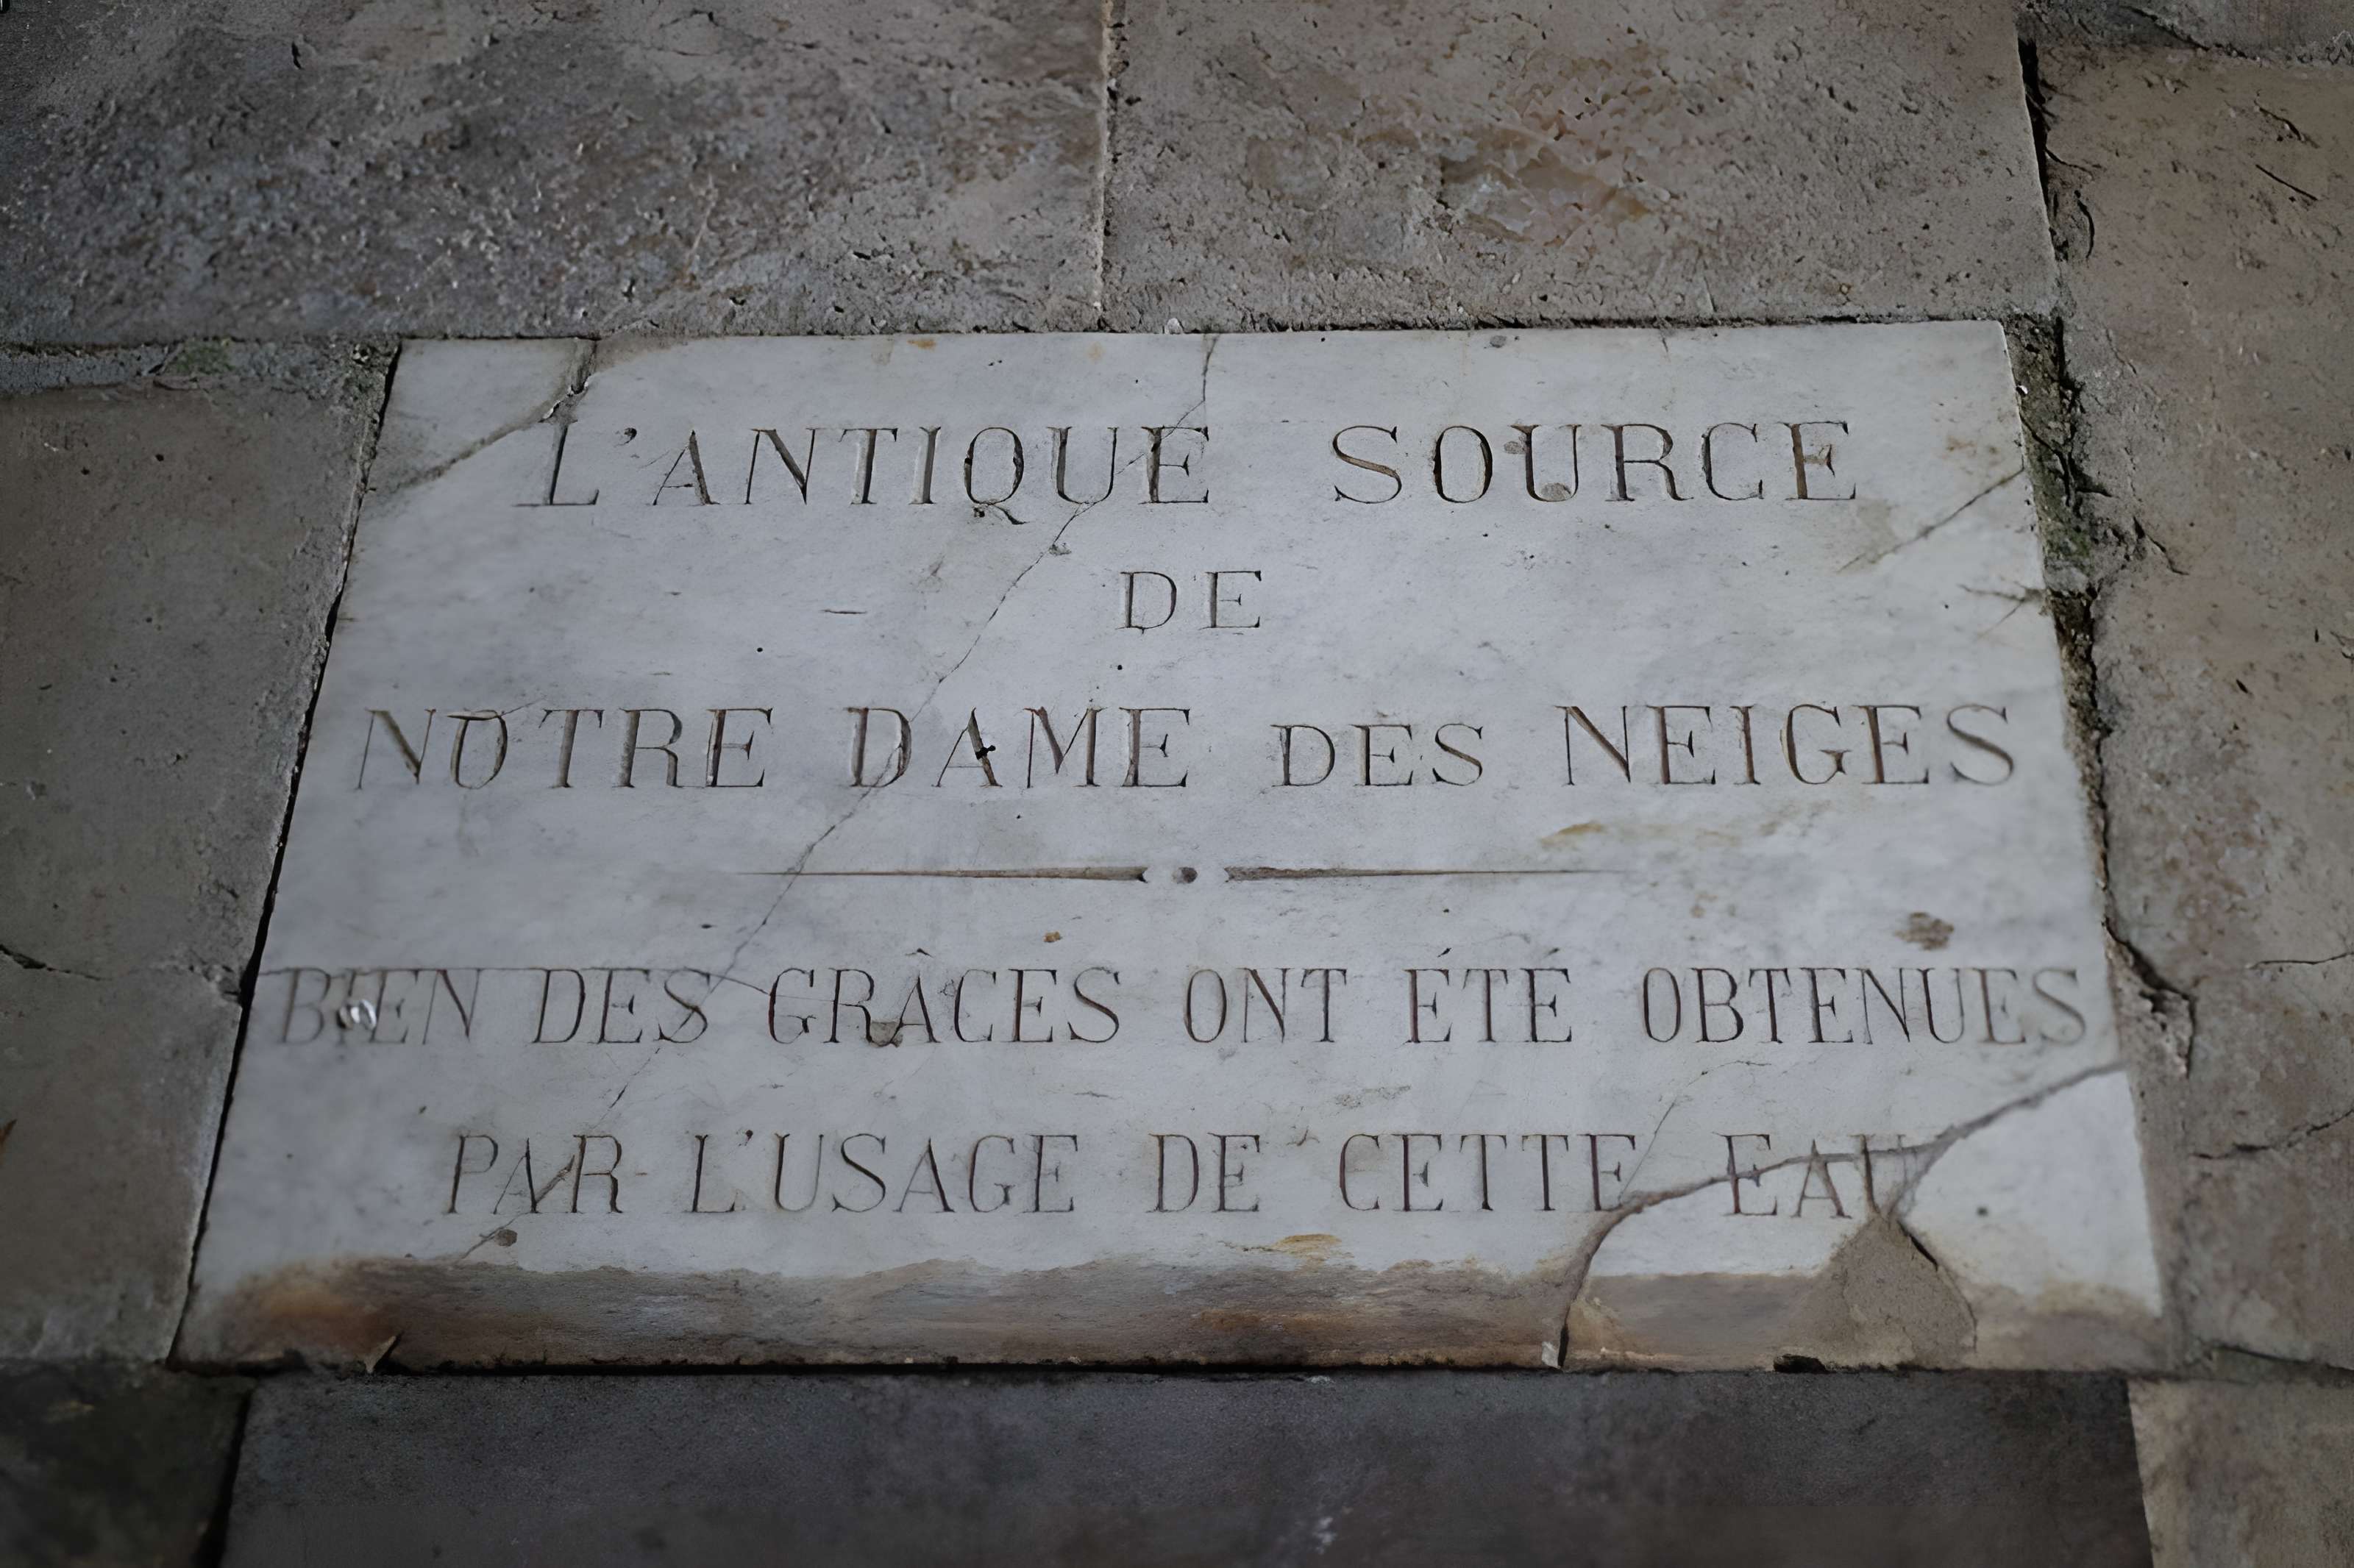 L'ANTIQUE SOURCE
DE
NOTRE DAME DES NEIGES
BIEN DES GRÂCES ONT ÉTÉ OBTENUES
PAR L'USAGE DE CETTE EAU